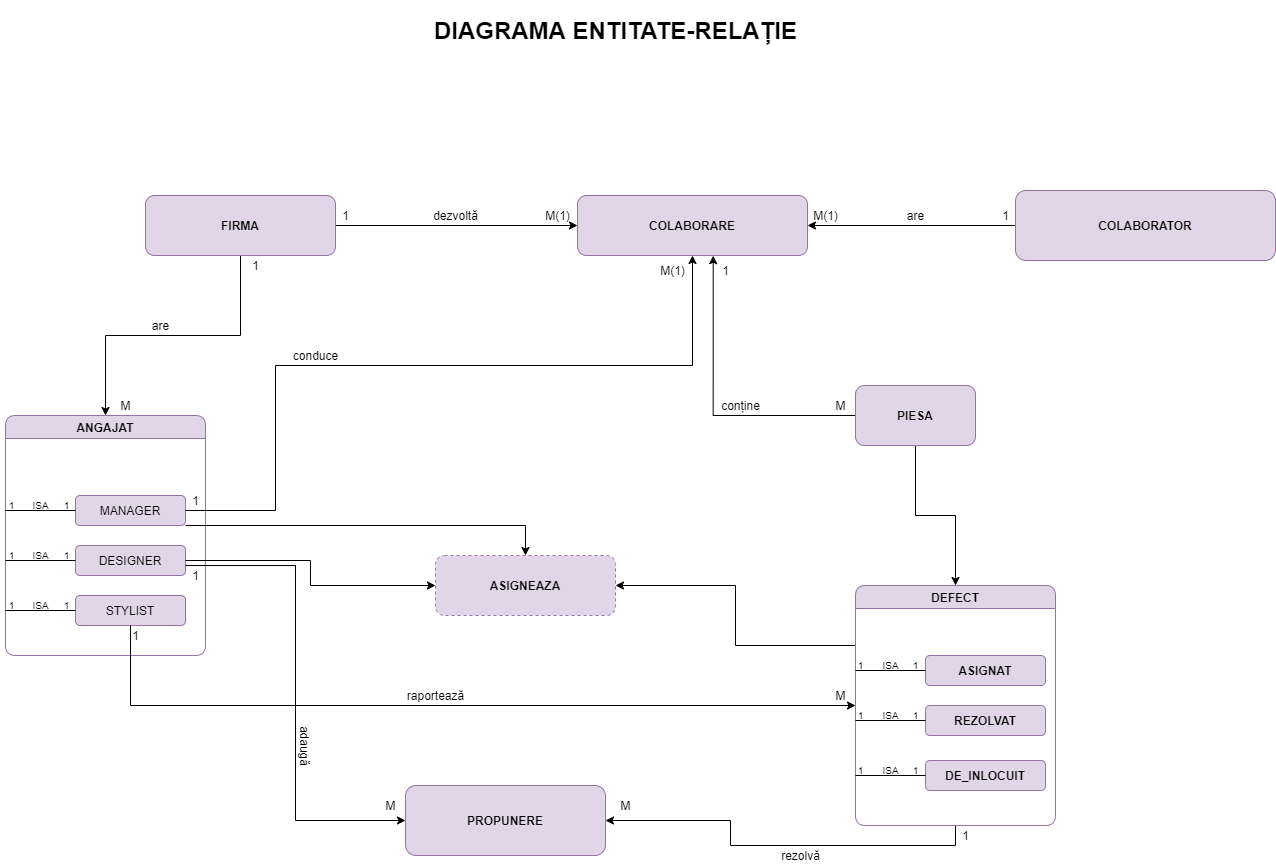 DIAGRAMA ENTITATE-RELAȚIE
FIRMA
1
dezvoltă
M(1)
COLABORARE
M(1)
are
1
COLABORATOR
1
M(1)
1
are
conduce
M
conține
M
PIESA
ANGAJAT
1
ISA
1
MANAGER
1
1
ISA
1
DESIGNER
1
ASIGNEAZA
DEFECT
1
ISA
1
STYLIST
1
1
ISA
1
ASIGNAT
raportează
M
1
ISA
1
REZOLVAT
adaugă
1
ISA
1
DE_INLOCUIT
M
PROPUNERE
M
1
rezolvă